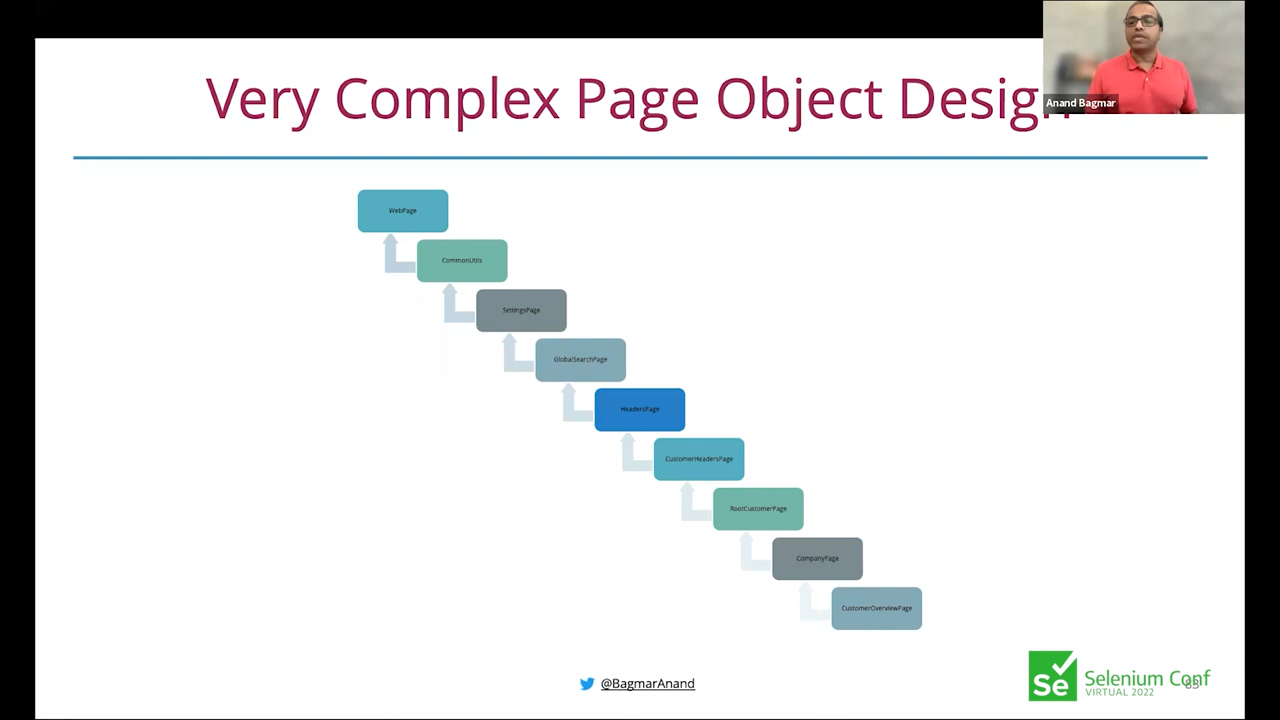 Very Complex Page Object Design
Anand Bagmar
WebPage
CommonUtils
SettingsPage
GlobalSearchPage
HeadersPage
CustomerHeadersPage
RootCustomerPage
CompanyPage
CustomerOverviewPage
@BagmarAnand
Se
Selenium Conf
VIRTUAL 2022